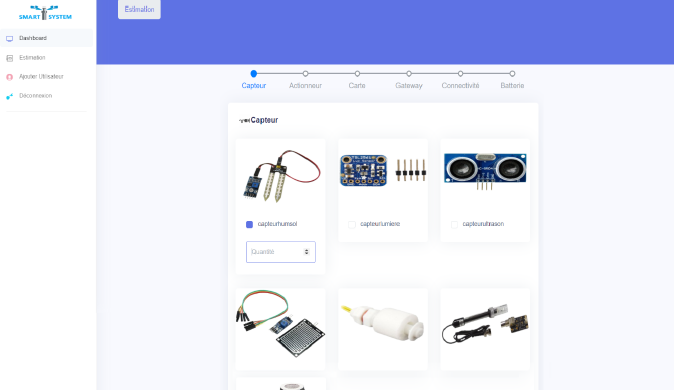 SMART SYSTEM
Dashboard
Estimation
Ajouter Utilisateur
Déconnexion
Estimation
Capteur
Actionneur
Carte
Gateway
Connectivité
Batterie
Capteur
capteurhumsol
capteurlumiere
capteurultrason
Quantité